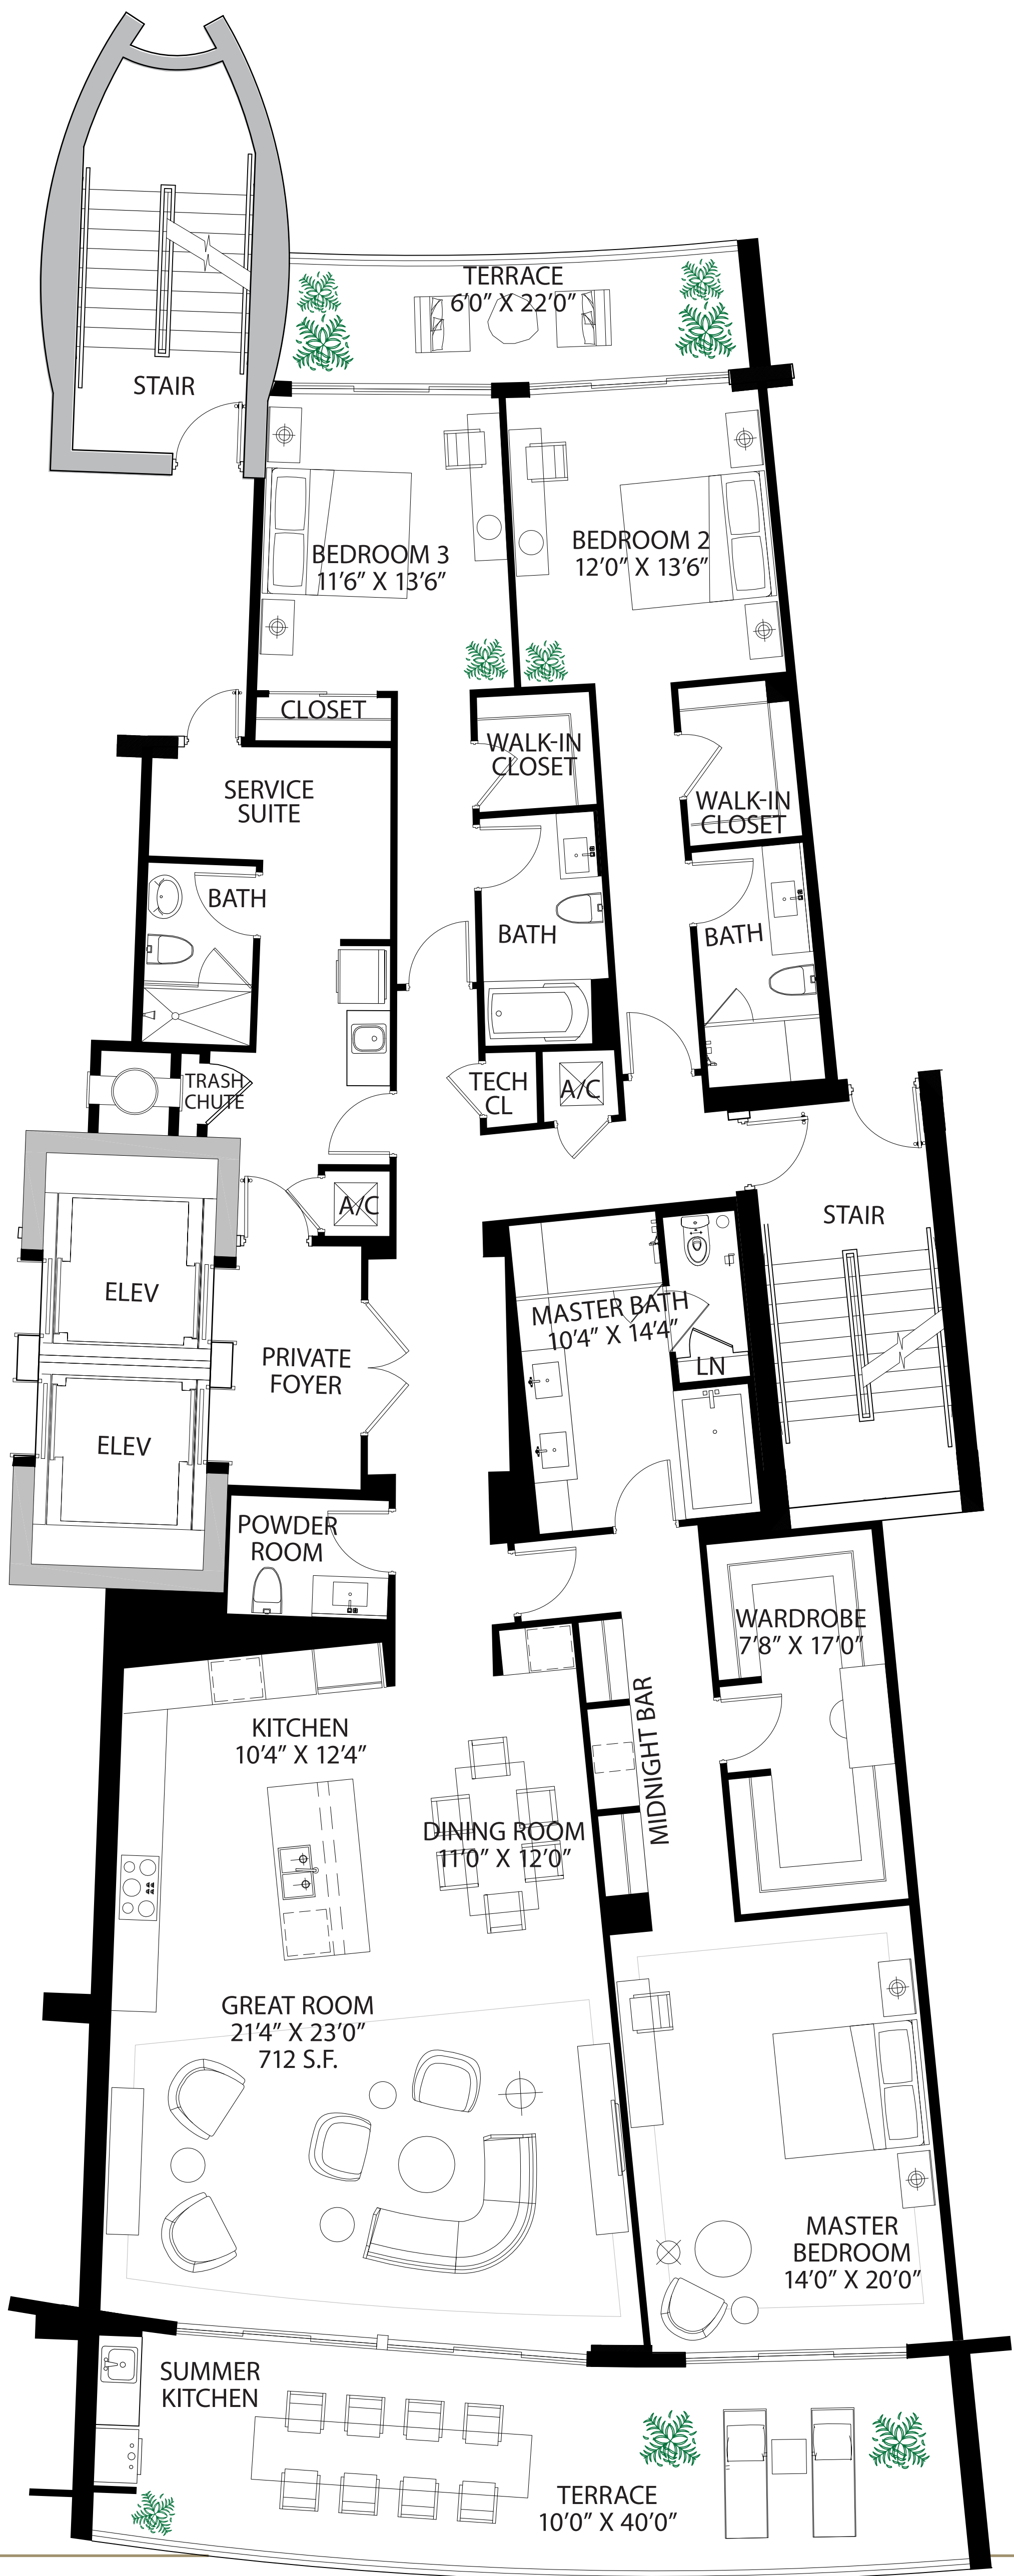 TERRACE
6'0" X 22'0"
STAIR
BEDROOM 3
11'6" X 13'6"
BEDROOM 2
12'0" X 13'6"
CLOSET
WALK-IN
CLOSET
SERVICE
SUITE
WALK-IN
CLOSET
BATH
BATH
BATH
TRASH
CHUTE
TECH
CL
A/C
A/C
STAIR
ELEV
MASTER BATH
10'4" X 14'4"
PRIVATE
FOYER
LN
ELEV
POWDER
ROOM
WARDROBE
7'8" X 17'0"
KITCHEN
10'4" X 12'4"
MIDNIGHT BAR
DINING ROOM
11'0" X 12'0"
GREAT ROOM
21'4" X 23'0"
712 S.F.
MASTER
BEDROOM
14'0" X 20'0"
SUMMER
KITCHEN
TERRACE
10'0" X 40'0"